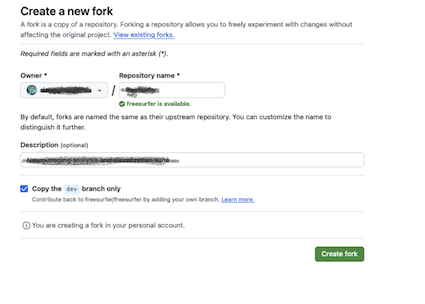 Create a new fork
A fork is a copy of a repository. Forking a repository allows you to freely experiment with changes without
affecting the original project. View existing forks.
Required fields are marked with an asterisk (*).
Owner * Repository name *
/
freesurfer is available.
By default, forks are named the same as their upstream repository. You can customize the name to
distinguish it further.
Description (optional)
Copy the dev branch only
Contribute back to freesurfer/freesurfer by adding your own branch. Learn more.
You are creating a fork in your personal account.
Create fork